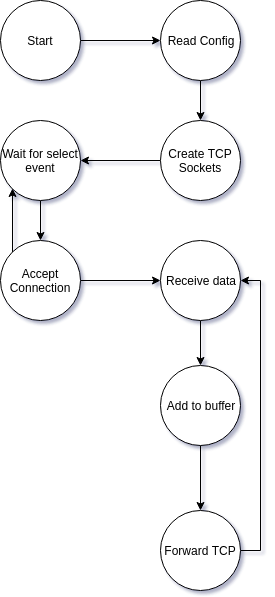 Start
Read Config
Wait for select
event
Create TCP
Sockets
Accept
Connection
Receive data
Add to buffer
Forward TCP